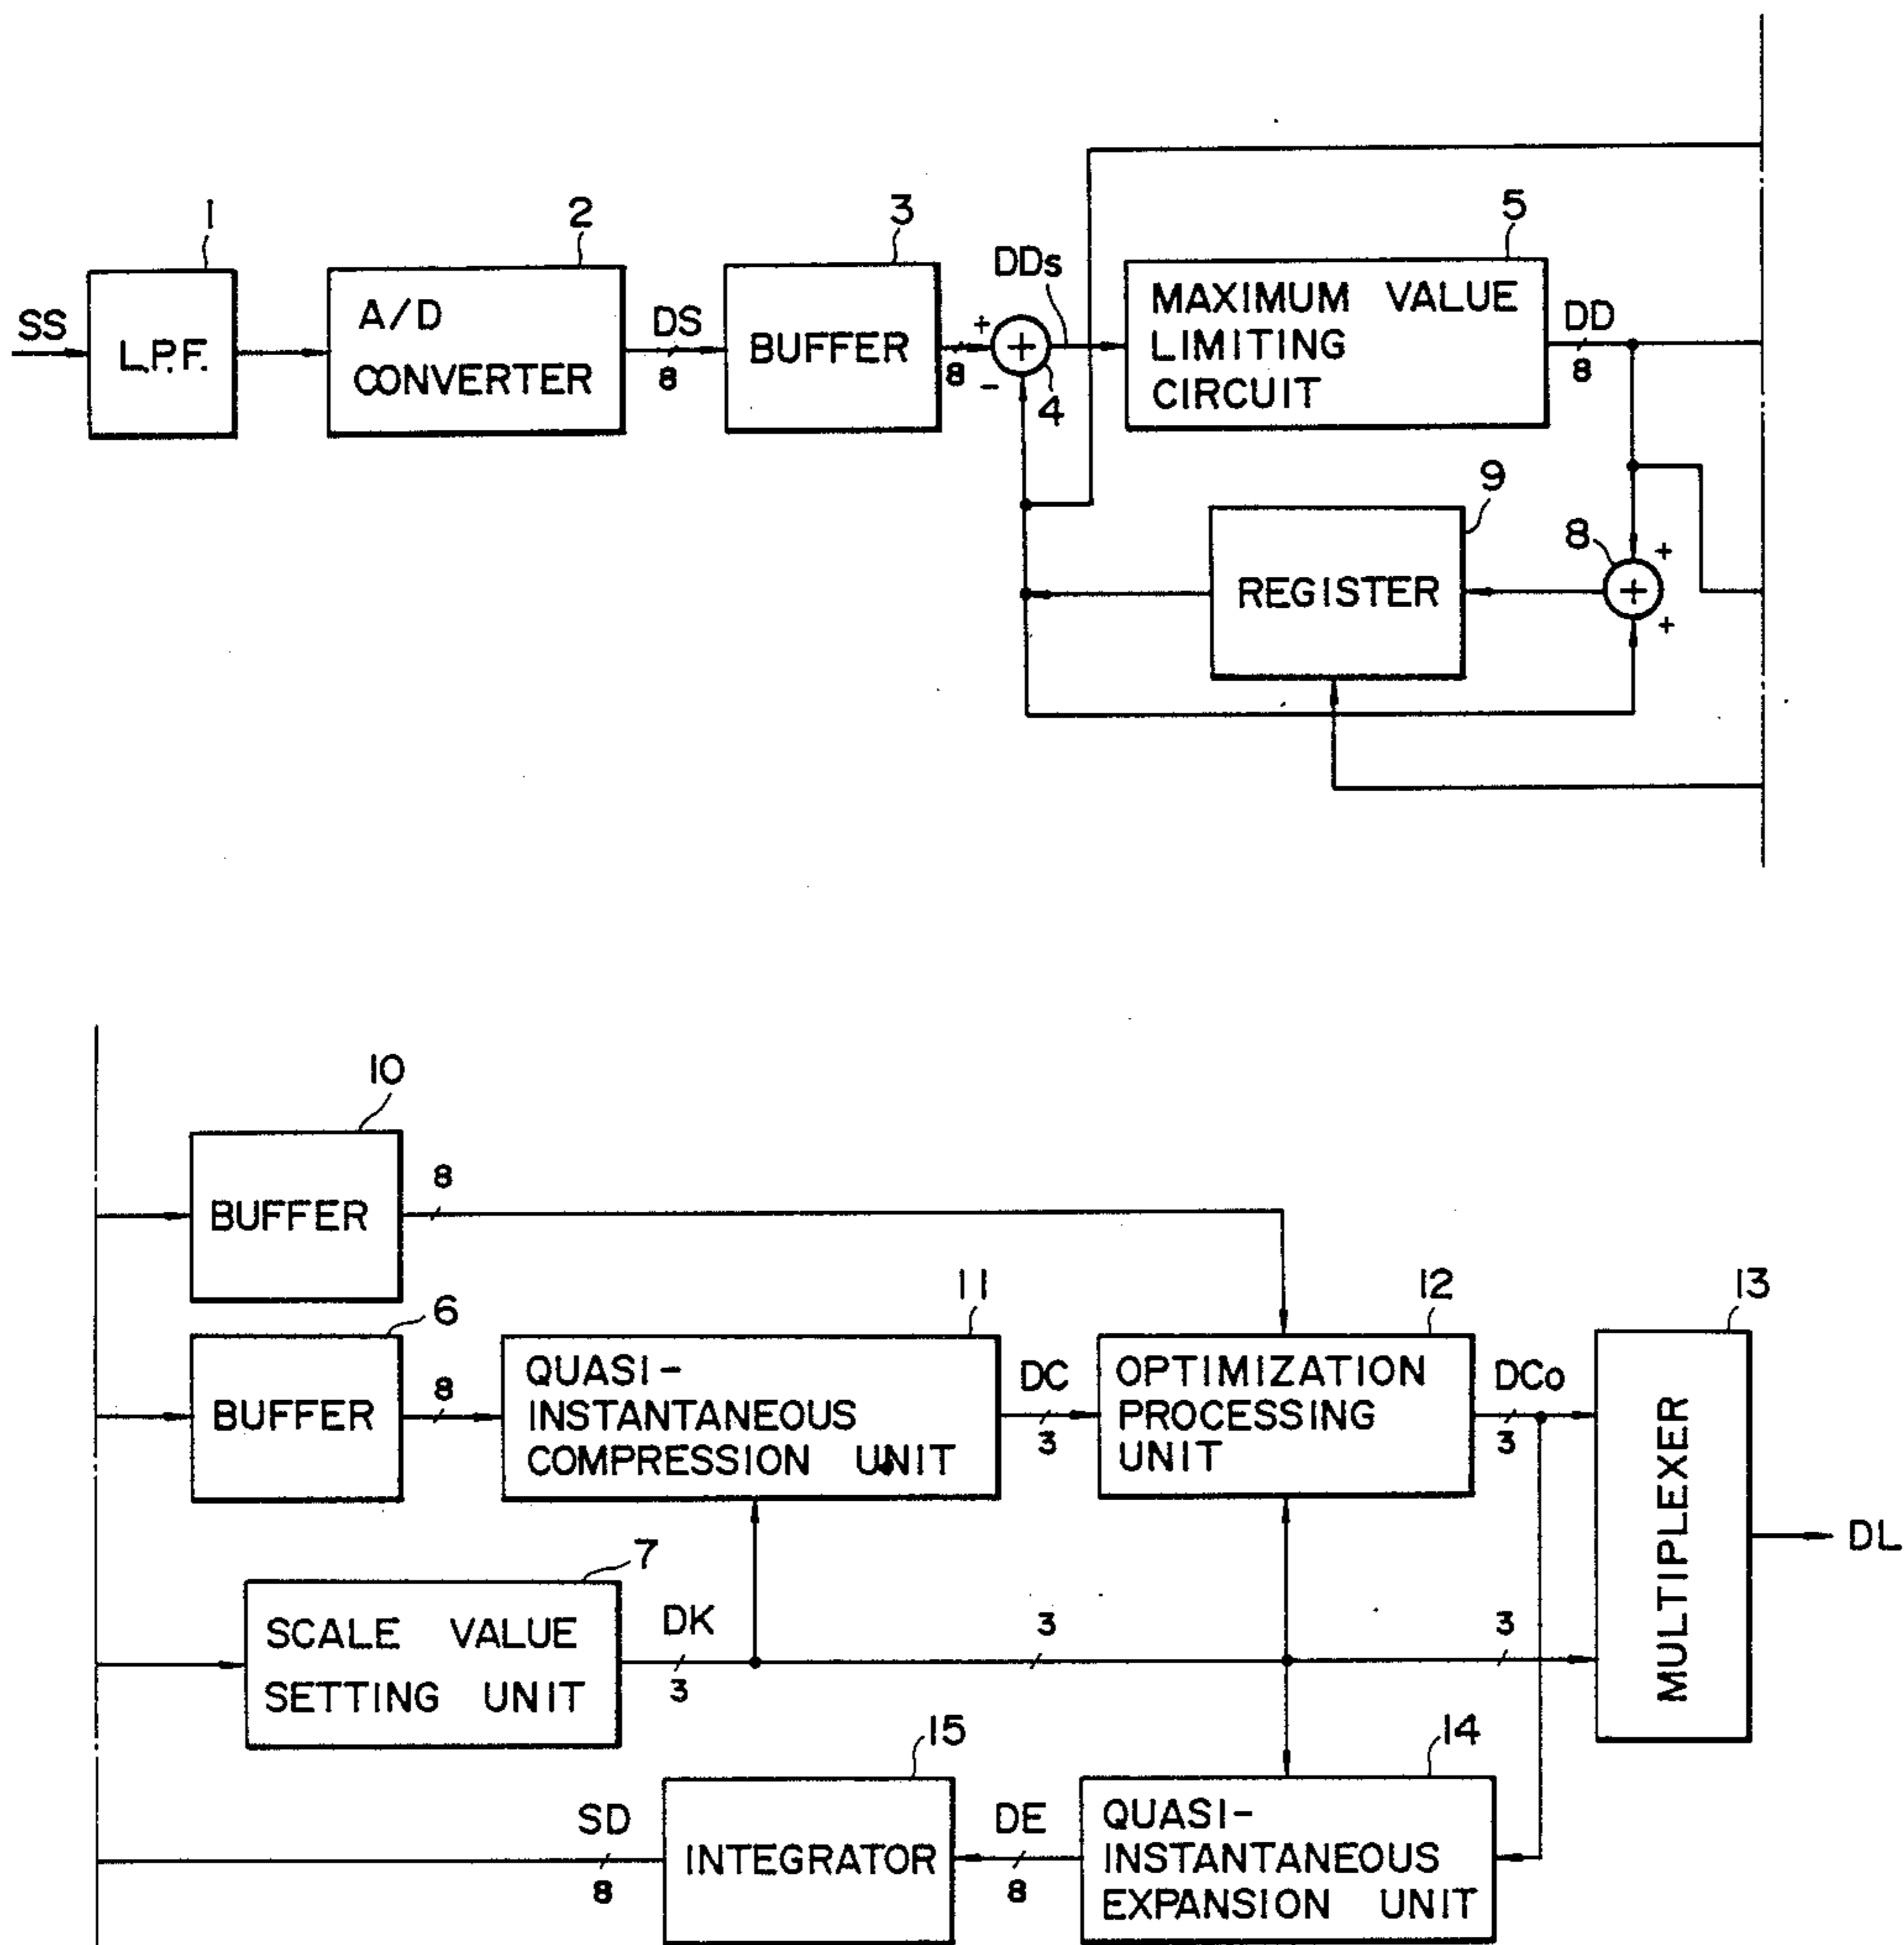 1
2
3
5
SS
L.P.F.
A/D
CONVERTER
DS
8
BUFFER
8
+
-
+
4
DDs
MAXIMUM VALUE
LIMITING
CIRCUIT
DD
8
9
REGISTER
8
+
+
+
10
BUFFER
8
6
BUFFER
8
11
QUASI-
INSTANTANEOUS
COMPRESSION UNIT
DC
3
12
OPTIMIZATION
PROCESSING
UNIT
DCo
3
13
MULTIPLEXER
DL
7
SCALE VALUE
SETTING UNIT
DK
3
3
3
15
INTEGRATOR
SD
8
DE
8
14
QUASI-
INSTANTANEOUS
EXPANSION UNIT